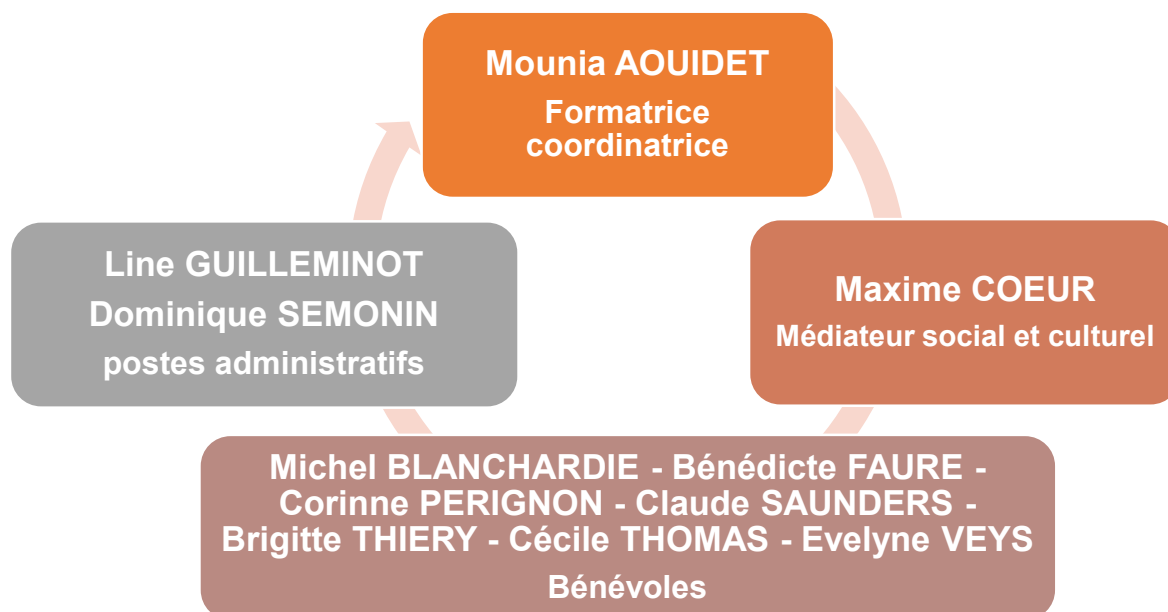 Mounia AOUIDET
Formatrice
coordinatrice
Line GUILLEMINOT
Dominique SEMONIN
postes administratifs
Maxime COEUR
Médiateur social et culturel
Michel BLANCHARDIE - Bénédicte FAURE -
Corinne PERIGNON - Claude SAUNDERS -
Brigitte THIERY - Cécile THOMAS - Evelyne VEYS
Bénévoles